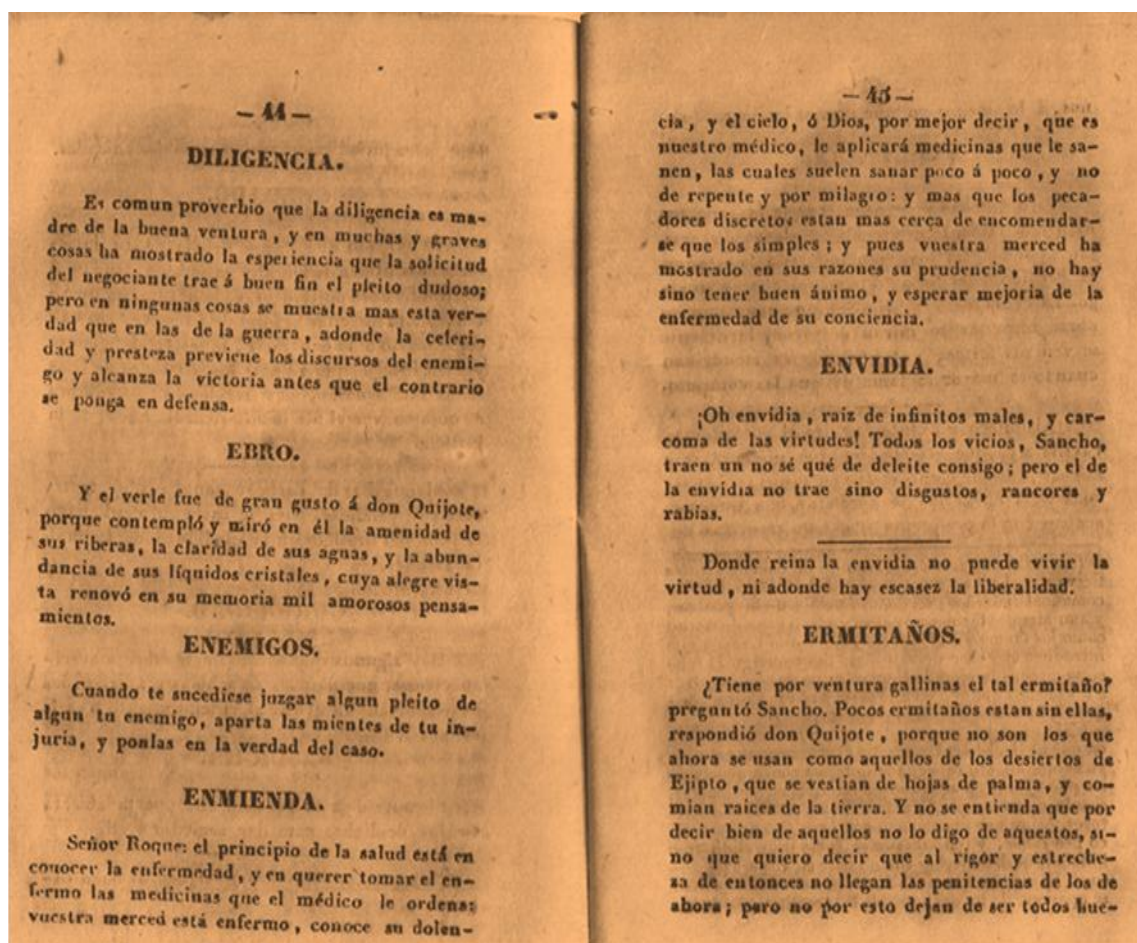 — 44 —
DILIGENCIA.
Es comun proverbio que la diligencia es ma-
dre de la buena ventura, y en muchas y graves
cosas ha mostrado la esperiencia que la solicitud
del negociante trae á buen fin el pleito dudoso;
pero en ningunas cosas se muestra mas esta ver-
dad que en las de la guerra, adonde la celeri-
dad y presteza previene los discursos del enemi-
go y alcanza la victoria antes que el contrario
se ponga en defensa.
EBRO.
Y el verle fue de gran gusto á don Quijote,
porque contempló y miró en él la amenidad de
sus riberas, la claridad de sus aguas, y la abun-
dancia de sus líquidos cristales, cuya alegre vis-
ta renovó en su memoria mil amorosos pensa-
mientos.
ENEMIGOS.
Cuando te sucediese juzgar algun pleito de
algun tu enemigo, aparta las mientes de tu in-
juria, y ponlas en la verdad del caso.
ENMIENDA.
Señor Roque: el principio de la salud está en
conocer la enfermedad, y en querer tomar el en-
fermo las medicinas que el médico le ordena:
vuestra merced está enfermo, conoce su dolen-
— 45 —
cia, y el cielo, ó Dios, por mejor decir, que es
nuestro médico, le aplicará medicinas que le sa-
nen, las cuales suelen sanar poco á poco, y no
de repente y por milagro: y mas que los peca-
dores discretos estan mas cerça de encomendar-
se que los simples; y pues vuestra merced ha
mostrado en sus razones su prudencia, no hay
sino tener buen ánimo, y esperar mejoria de la
enfermedad de su conciencia.
ENVIDIA.
¡Oh envidia, raiz de infinitos males, y car-
coma de las virtudes! Todos los vicios, Sancho,
traen un no sé qué de deleite consigo; pero el de
la envidia no trae sino disgustos, rancores y
rabias.
Donde reina la envidia no puede vivir la
virtud, ni adonde hay escasez la liberalidad.
ERMITAÑOS.
¿Tiene por ventura gallinas el tal ermitaño?
preguntó Sancho. Pocos ermitaños estan sin ellas,
respondió don Quijote, porque no son los que
ahora se usan como aquellos de los desiertos de
Ejipto, que se vestian de hojas de palma, y co-
mian raices de la tierra. Y no se entienda que por
decir bien de aquellos no lo digo de aquestos, si-
no que quiero decir que al rigor y estreche-
za de entonces no llegan las penitencias de los de
ahora; pero no por esto dejan de ser todos bue-